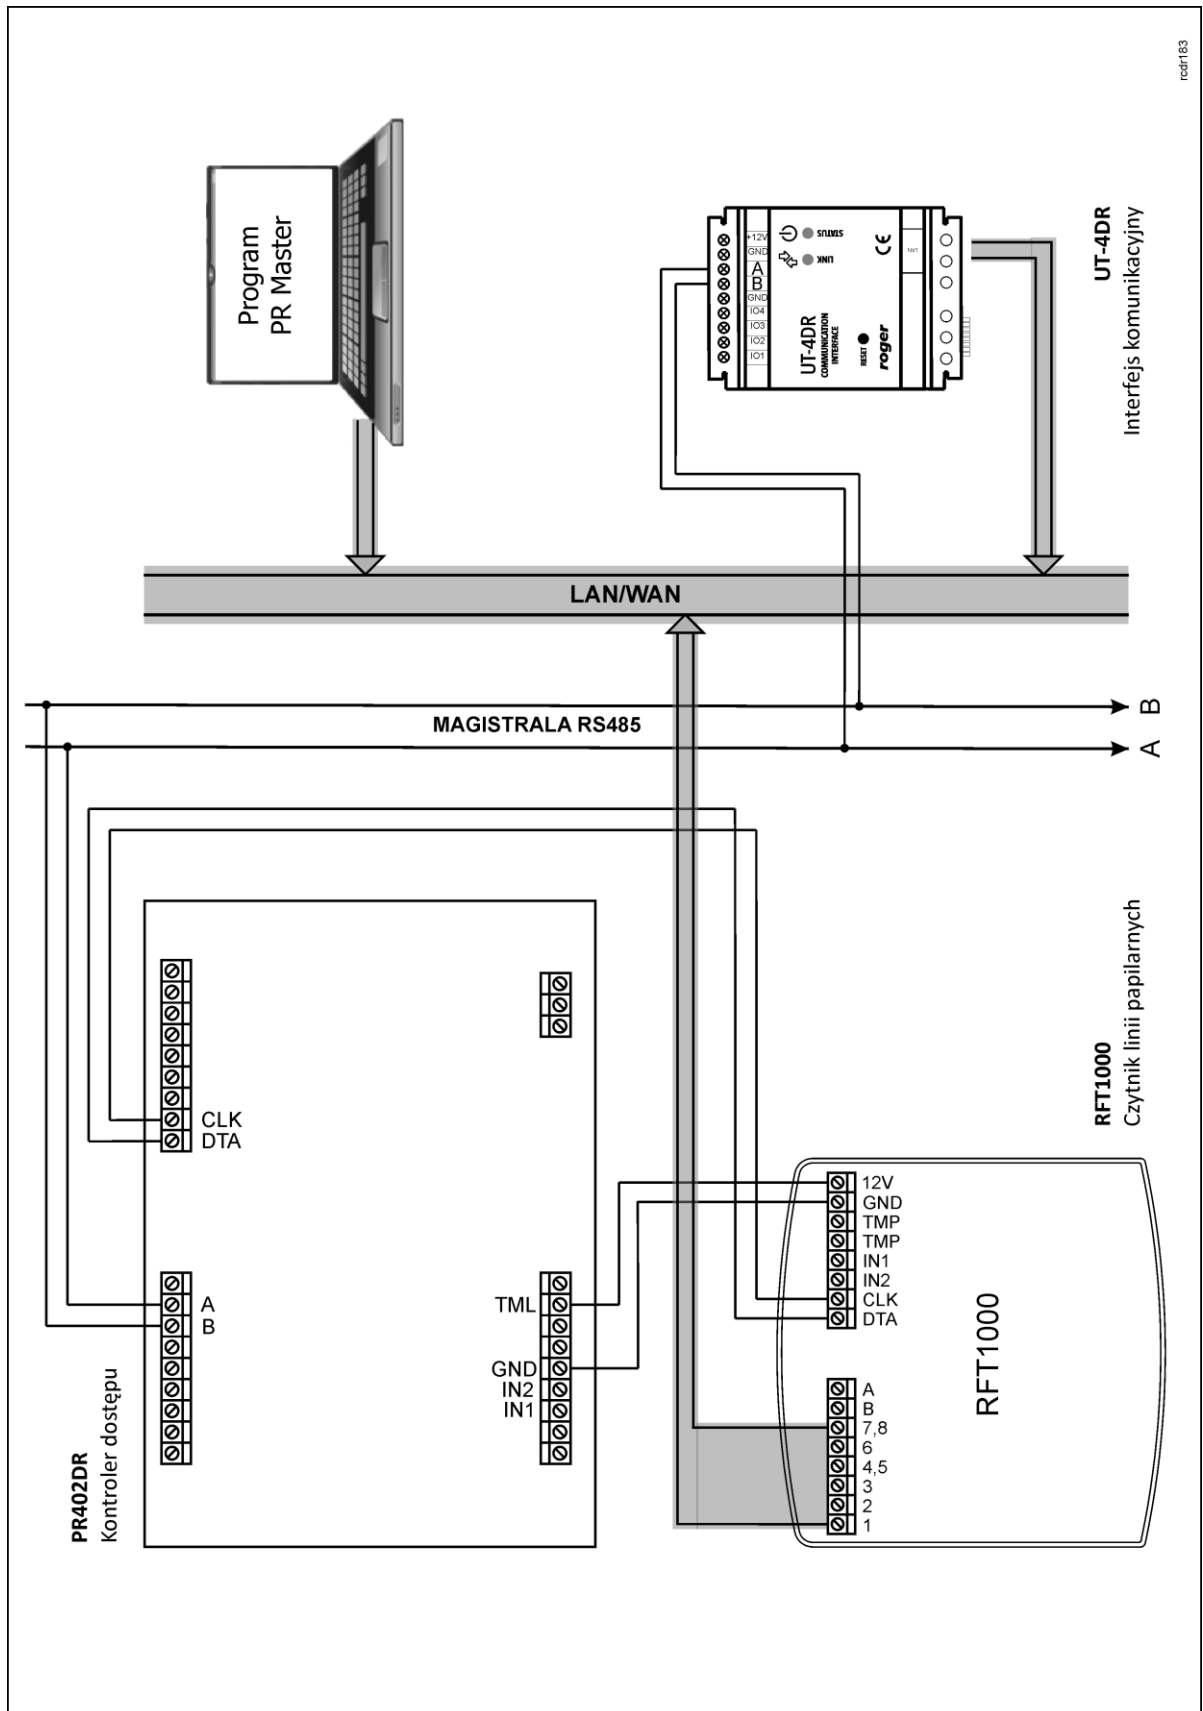 rcdr183
Program
PR Master
+12V
GND
A
B
GND
IO4
IO3
IO2
IO1
STATUS
LINK
CE
LAN
UT-4DR
COMMUNICATION
INTERFACE
RESET
roger
UT-4DR
Interfejs komunikacyjny
LAN/WAN
MAGISTRALA RS485
B
A
CLK
DTA
A
B
TML
GND
IN2
IN1
PR402DR
Kontroler dostępu
RFT1000
Czytnik linii papilarnych
12V
GND
TMP
TMP
IN1
IN2
CLK
DTA
A
B
7,8
6
4,5
3
2
1
RFT1000